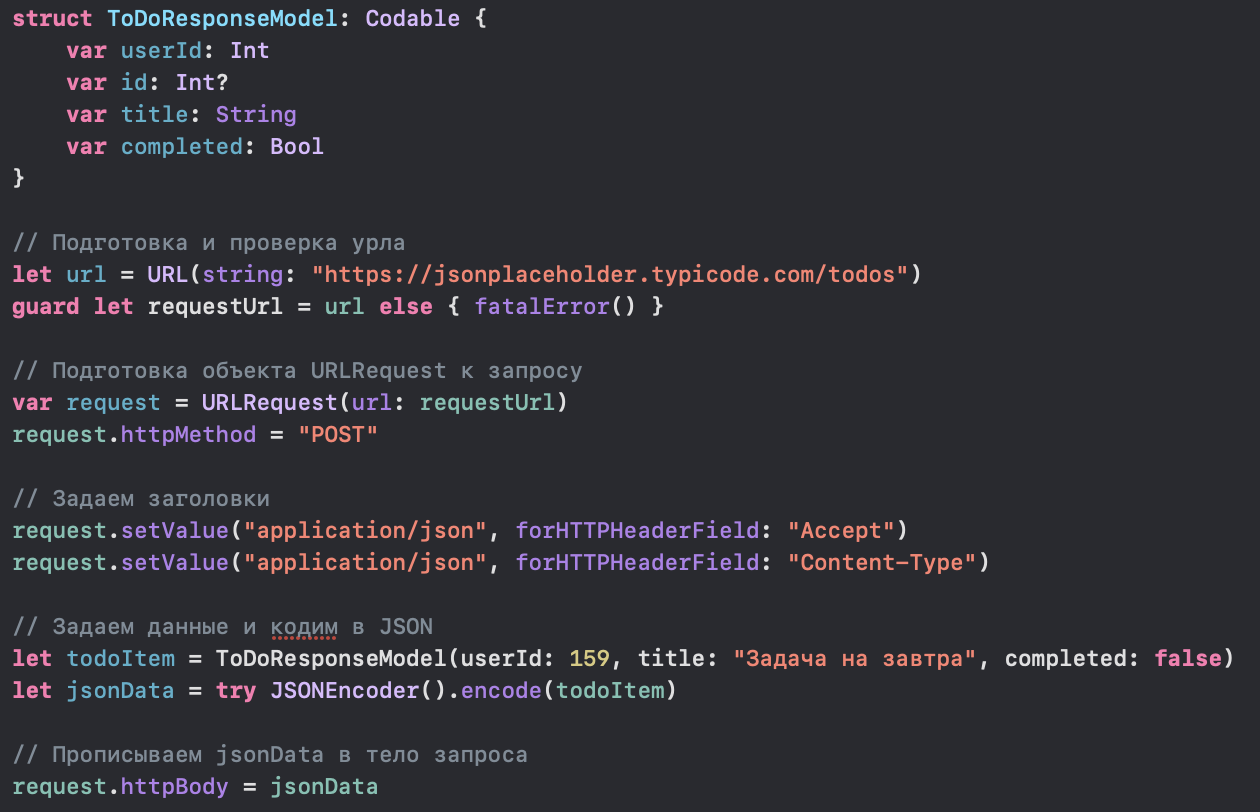 struct ToDoResponseModel: Codable {
    var userId: Int
    var id: Int?
    var title: String
    var completed: Bool
}
// Подготовка и проверка урла
let url = URL(string: "https://jsonplaceholder.typicode.com/todos")
guard let requestUrl = url else { fatalError() }
// Подготовка объекта URLRequest к запросу
var request = URLRequest(url: requestUrl)
request.httpMethod = "POST"
// Задаем заголовки
request.setValue("application/json", forHTTPHeaderField: "Accept")
request.setValue("application/json", forHTTPHeaderField: "Content-Type")
// Задаем данные и кодим в JSON
let todoItem = ToDoResponseModel(userId: 159, title: "Задача на завтра", completed: false)
let jsonData = try JSONEncoder().encode(todoItem)
// Прописываем jsonData в тело запроса
request.httpBody = jsonData